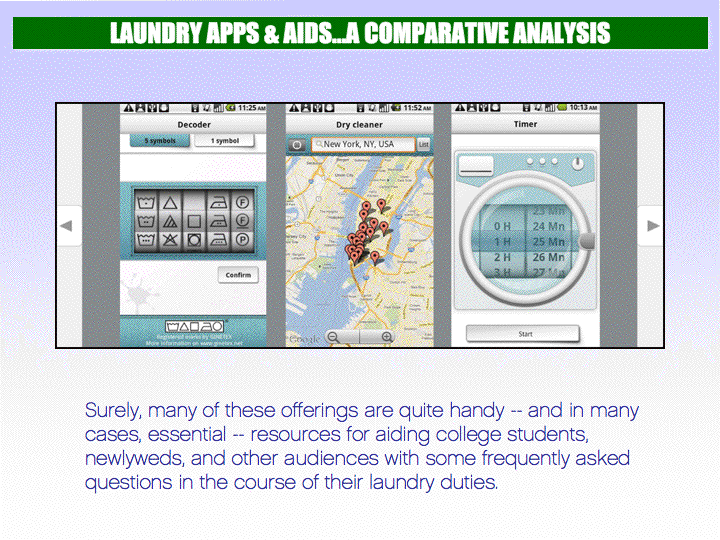 LAUNDRY APPS & AIDS...A COMPARATIVE ANALYSIS
11:25 AM
Decoder
5 symbols
1 symbol
F
F
P
Confirm
Registered marks by GINETEX
More information on www.ginetex.net
11:52 AM
Dry cleaner
New York, NY, USA
List
Google
10:13 AM
Timer
23 Mn
0 H 24 Mn
1 H 25 Mn
2 H 26 Mn
3 H 27 Mn
Start
Surely, many of these offerings are quite handy -- and in many
cases, essential -- resources for aiding college students,
newlyweds, and other audiences with some frequently asked
questions in the course of their laundry duties.